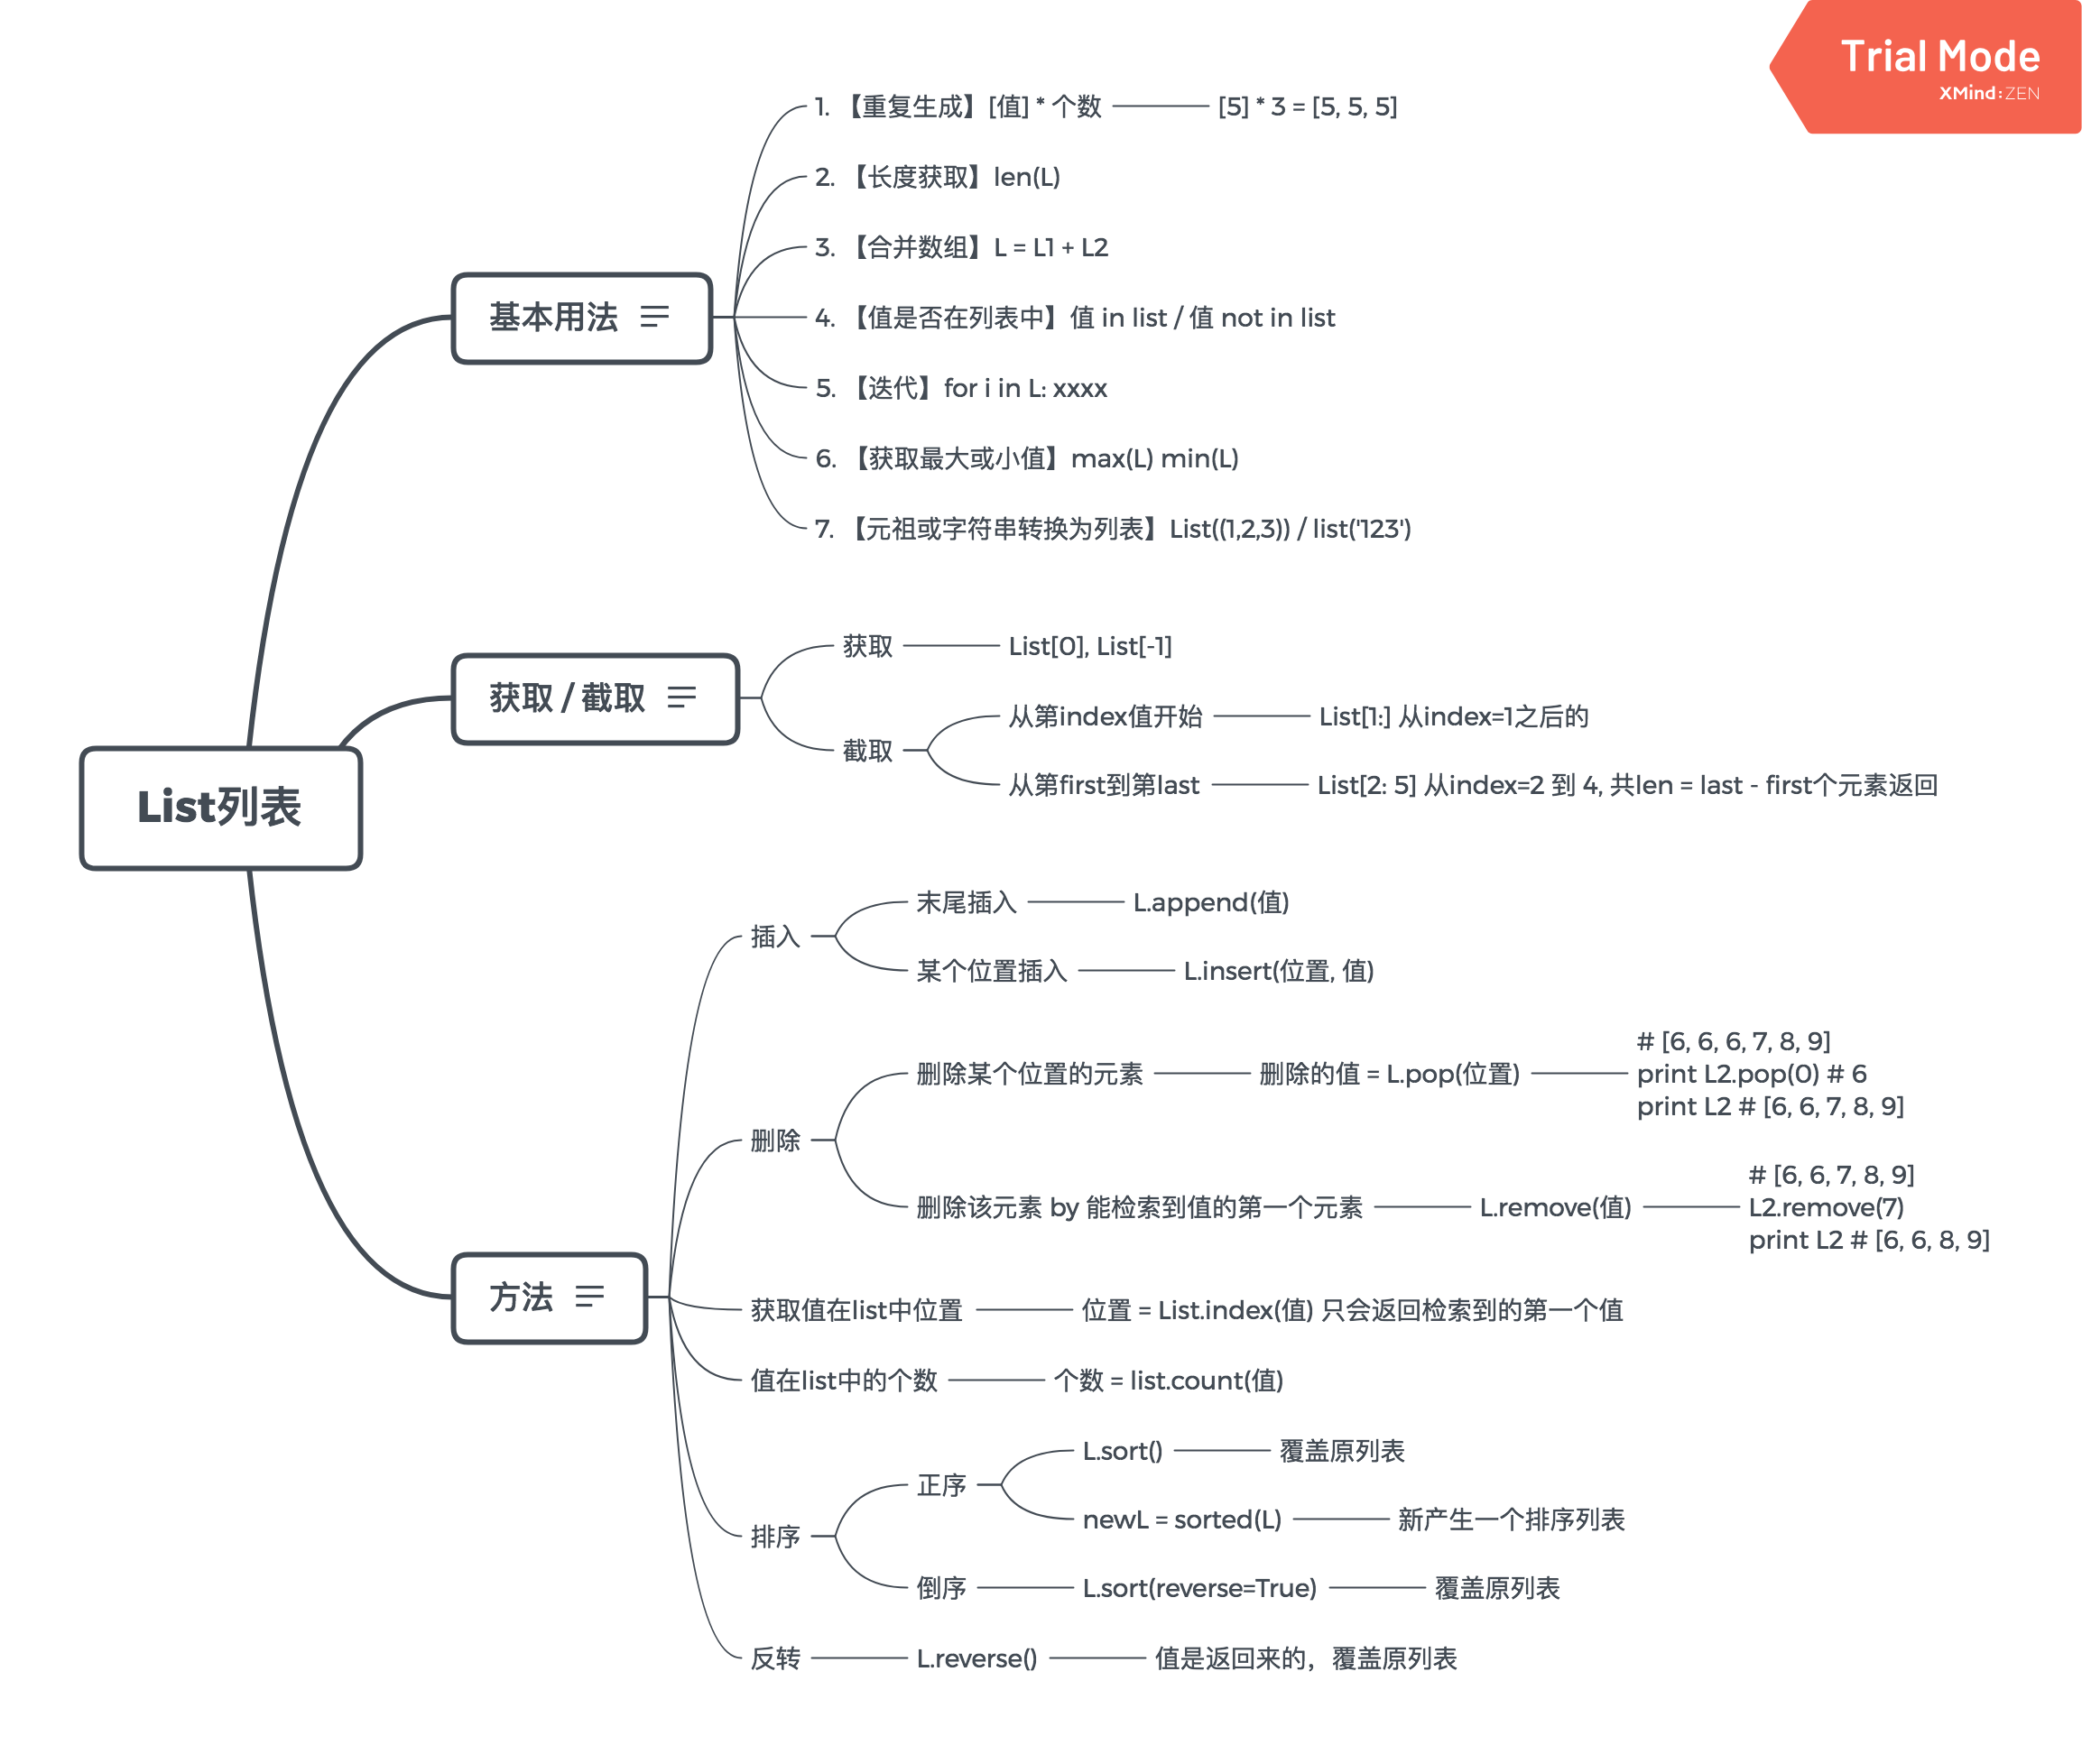 Trial Mode
XMind:ZEN
List列表
基本用法
1. 【重复生成】[值] * 个数
[5] * 3 = [5, 5, 5]
2. 【长度获取】len(L)
3. 【合并数组】L = L1 + L2
4. 【值是否在列表中】值 in list / 值 not in list
5. 【迭代】for i in L: xxxx
6. 【获取最大或小值】max(L) min(L)
7. 【元祖或字符串转换为列表】List((1,2,3)) / list('123')
获取 / 截取
获取
List[0], List[-1]
截取
从第index值开始
List[1:] 从index=1之后的
从第first到第last
List[2: 5] 从index=2 到 4, 共len = last - first个元素返回
方法
插入
末尾插入
L.append(值)
某个位置插入
L.insert(位置, 值)
删除
删除某个位置的元素
删除的值 = L.pop(位置)
# [6, 6, 6, 7, 8, 9]
print L2.pop(0) # 6
print L2 # [6, 6, 7, 8, 9]
删除该元素 by 能检索到值的第一个元素
L.remove(值)
# [6, 6, 7, 8, 9]
L2.remove(7)
print L2 # [6, 6, 8, 9]
获取值在list中位置
位置 = List.index(值) 只会返回检索到的第一个值
值在list中的个数
个数 = list.count(值)
排序
正序
L.sort()
覆盖原列表
newL = sorted(L)
新产生一个排序列表
倒序
L.sort(reverse=True)
覆盖原列表
反转
L.reverse()
值是返回来的，覆盖原列表